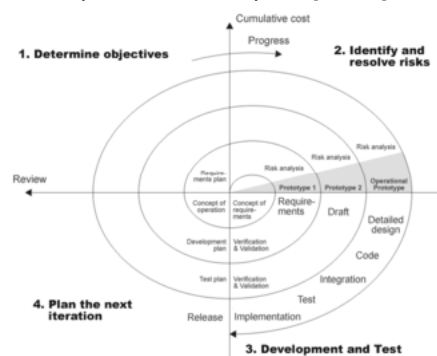 Cumulative cost
Progress
1. Determine objectives
2. Identify and
resolve risks
Risk analysis
Risk analysis
Risk analysis
Review
Require-
ments plan
Prototype 1
Prototype 2
Operational
Prototype
Concept of
operation
Concept of
require-
ments
Require-
ments
Draft
Detailed
design
Development
plan
Verification
& Validation
Code
Test plan
Verification
& Validation
Integration
Test
4. Plan the next
iteration
Release
Implementation
3. Development and Test